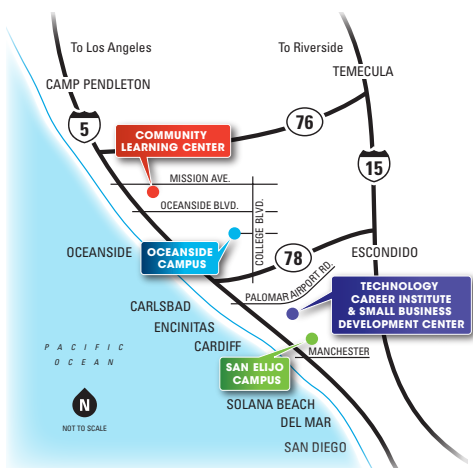 To Los Angeles
To Riverside
TEMECULA
CAMP PENDLETON
5
76
COMMUNITY
LEARNING CENTER
15
MISSION AVE.
OCEANSIDE BLVD.
COLLEGE BLVD.
OCEANSIDE
OCEANSIDE
CAMPUS
78
ESCONDIDO
PALOMAR AIRPORT RD.
TECHNOLOGY
CAREER INSTITUTE
& SMALL BUSINESS
DEVELOPMENT CENTER
CARLSBAD
ENCINITAS
CARDIFF
PACIFIC
OCEAN
MANCHESTER
SAN ELIJO
CAMPUS
N
NOT TO SCALE
SOLANA BEACH
DEL MAR
SAN DIEGO